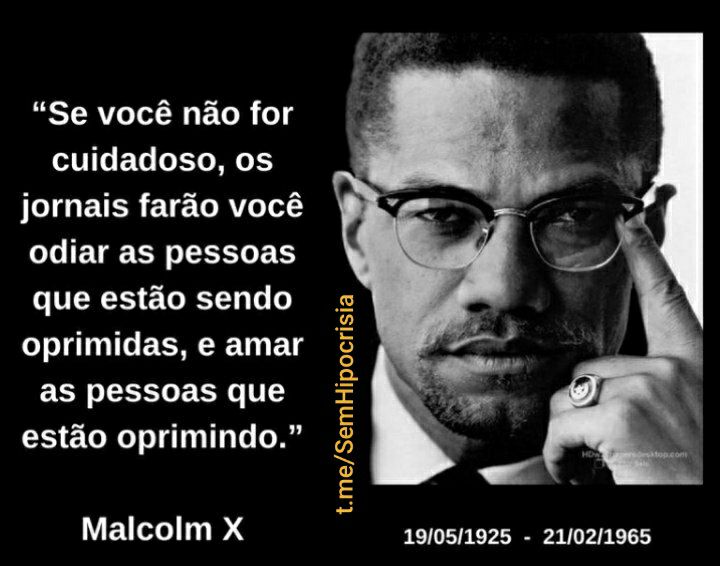 “Se você não for
cuidadoso, os
jornais farão você
odiar as pessoas
que estão sendo
oprimidas, e amar
as pessoas que
estão oprimindo.”
Malcolm X
t.me/SemHipocrisia
19/05/1925 - 21/02/1965